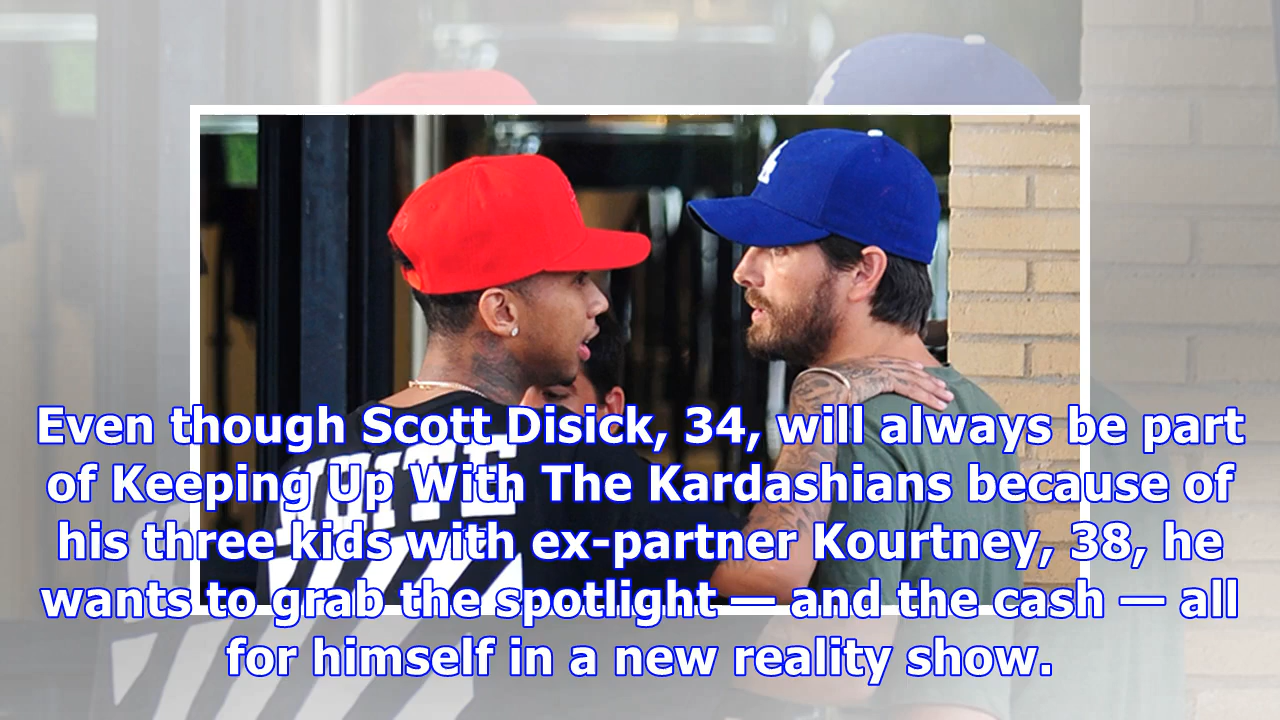 LA
WHITE
Even though Scott Disick, 34, will always be part
of Keeping Up With The Kardashians because of
his three kids with ex-partner Kourtney, 38, he
wants to grab the spotlight — and the cash — all
for himself in a new reality show.